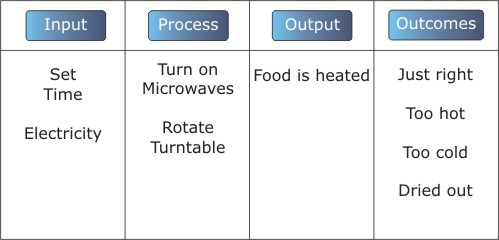 Input
Process
Output
Outcomes
Set
Time
Electricity
Turn on
Microwaves
Rotate
Turntable
Food is heated
Just right
Too hot
Too cold
Dried out